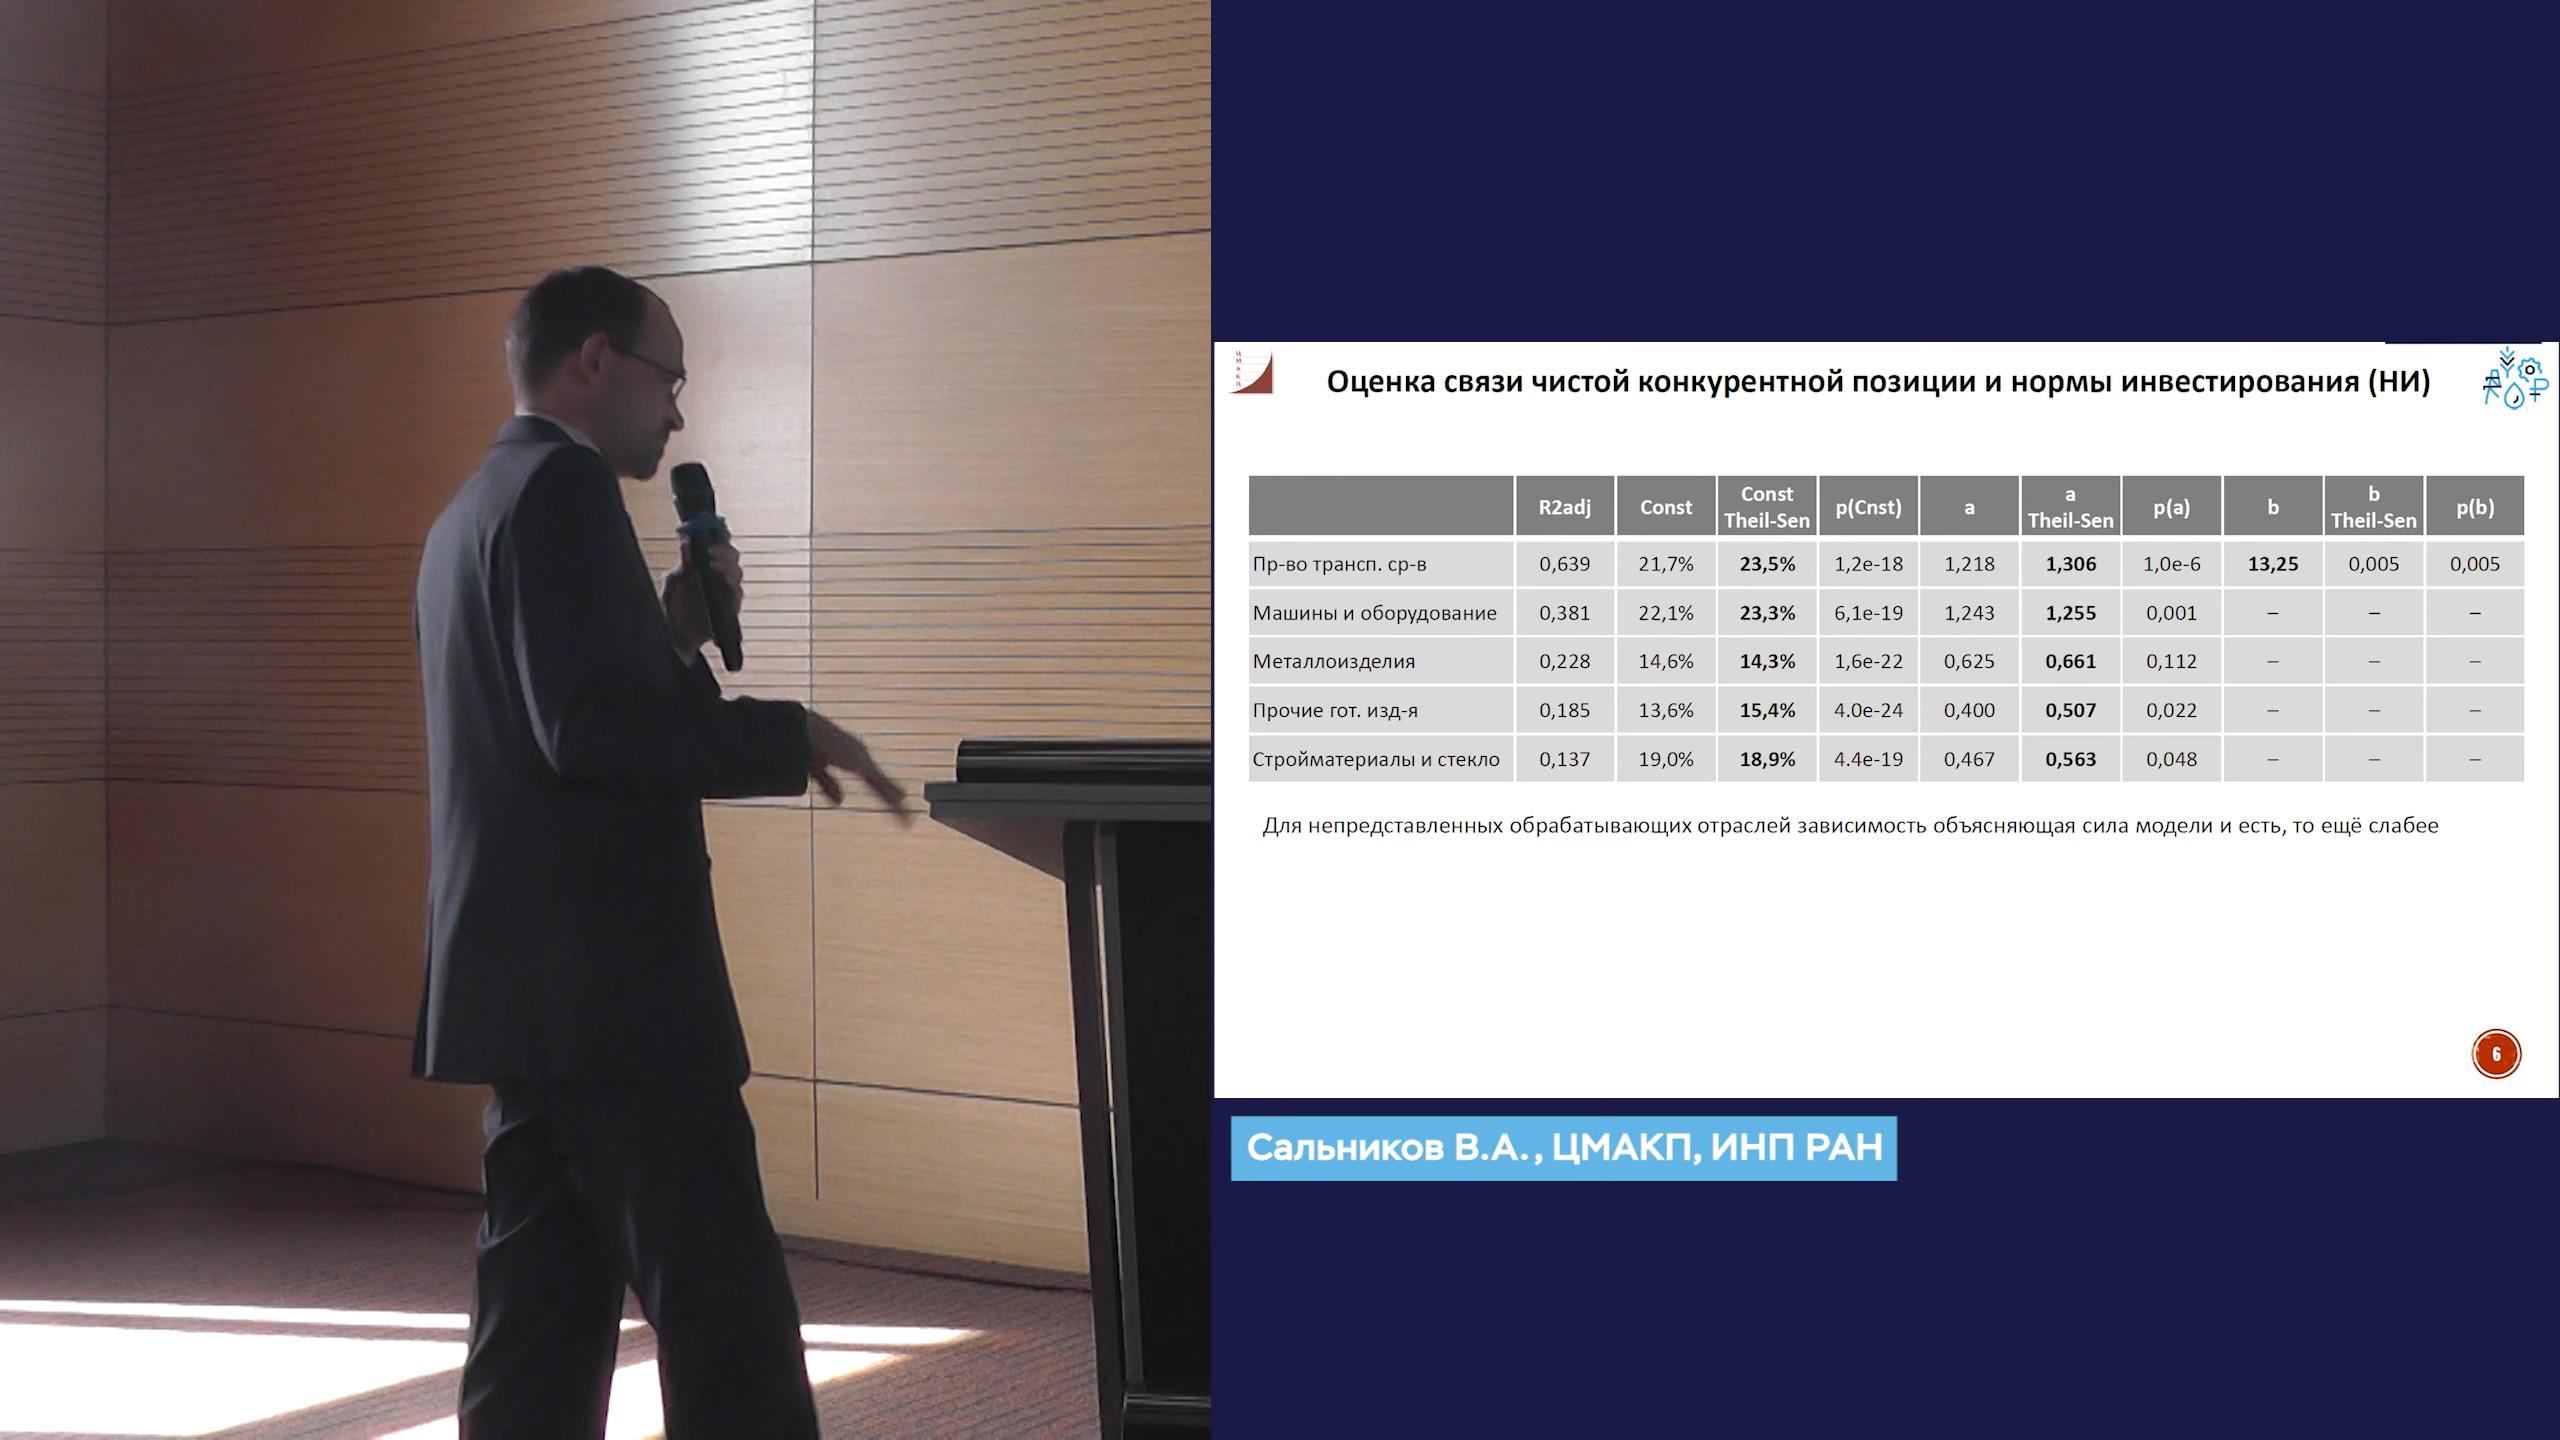 ЦМАКП
Оценка связи чистой конкурентной позиции и нормы инвестирования (НИ)
R2adj Const Const Theil-Sen p(Cnst) a a Theil-Sen p(a) b b Theil-Sen p(b)
Пр-во трансп. ср-в 0,639 21,7% 23,5% 1,2e-18 1,218 1,306 1,0e-6 13,25 0,005 0,005
Машины и оборудование 0,381 22,1% 23,3% 6,1e-19 1,243 1,255 0,001 – – –
Металлоизделия 0,228 14,6% 14,3% 1,6e-22 0,625 0,661 0,112 – – –
Прочие гот. изд-я 0,185 13,6% 15,4% 4.0e-24 0,400 0,507 0,022 – – –
Стройматериалы и стекло 0,137 19,0% 18,9% 4.4e-19 0,467 0,563 0,048 – – –
Для непредставленных обрабатывающих отраслей зависимость объясняющая сила модели и есть, то ещё слабее
6
Сальников В.А., ЦМАКП, ИНП РАН